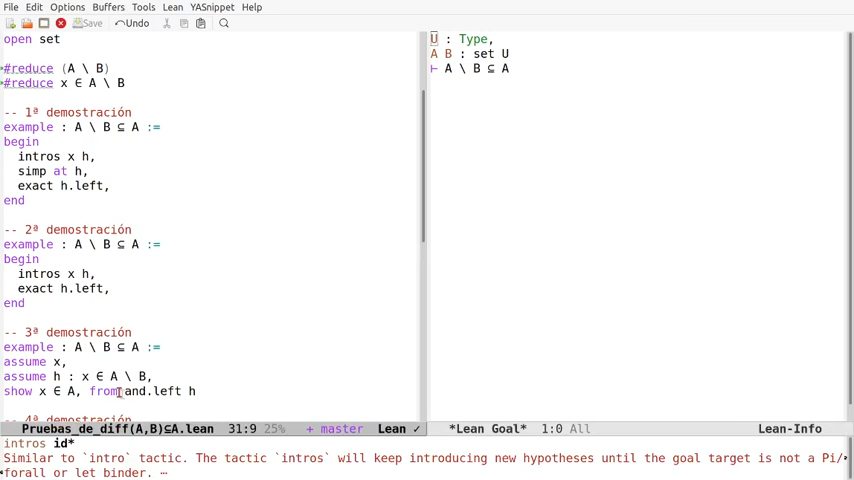 File Edit Options Buffers Tools Lean YASnippet Help
Save Undo
open set
#reduce (A \ B)
#reduce x ∈ A \ B
-- 1ª demostración
example : A \ B ⊆ A :=
begin
  intros x h,
  simp at h,
  exact h.left,
end
-- 2ª demostración
example : A \ B ⊆ A :=
begin
  intros x h,
  exact h.left,
end
-- 3ª demostración
example : A \ B ⊆ A :=
assume x,
assume h : x ∈ A \ B,
show x ∈ A, from and.left h
-- 4ª demostración
Pruebas_de_diff(A,B)⊆A.lean 31:9 25% + master Lean ✓
U : Type,
A B : set U
⊢ A \ B ⊆ A
*Lean Goal* 1:0 All Lean-Info
intros id*
Similar to `intro` tactic. The tactic `intros` will keep introducing new hypotheses until the goal target is not a Pi/
forall or let binder. ⋯